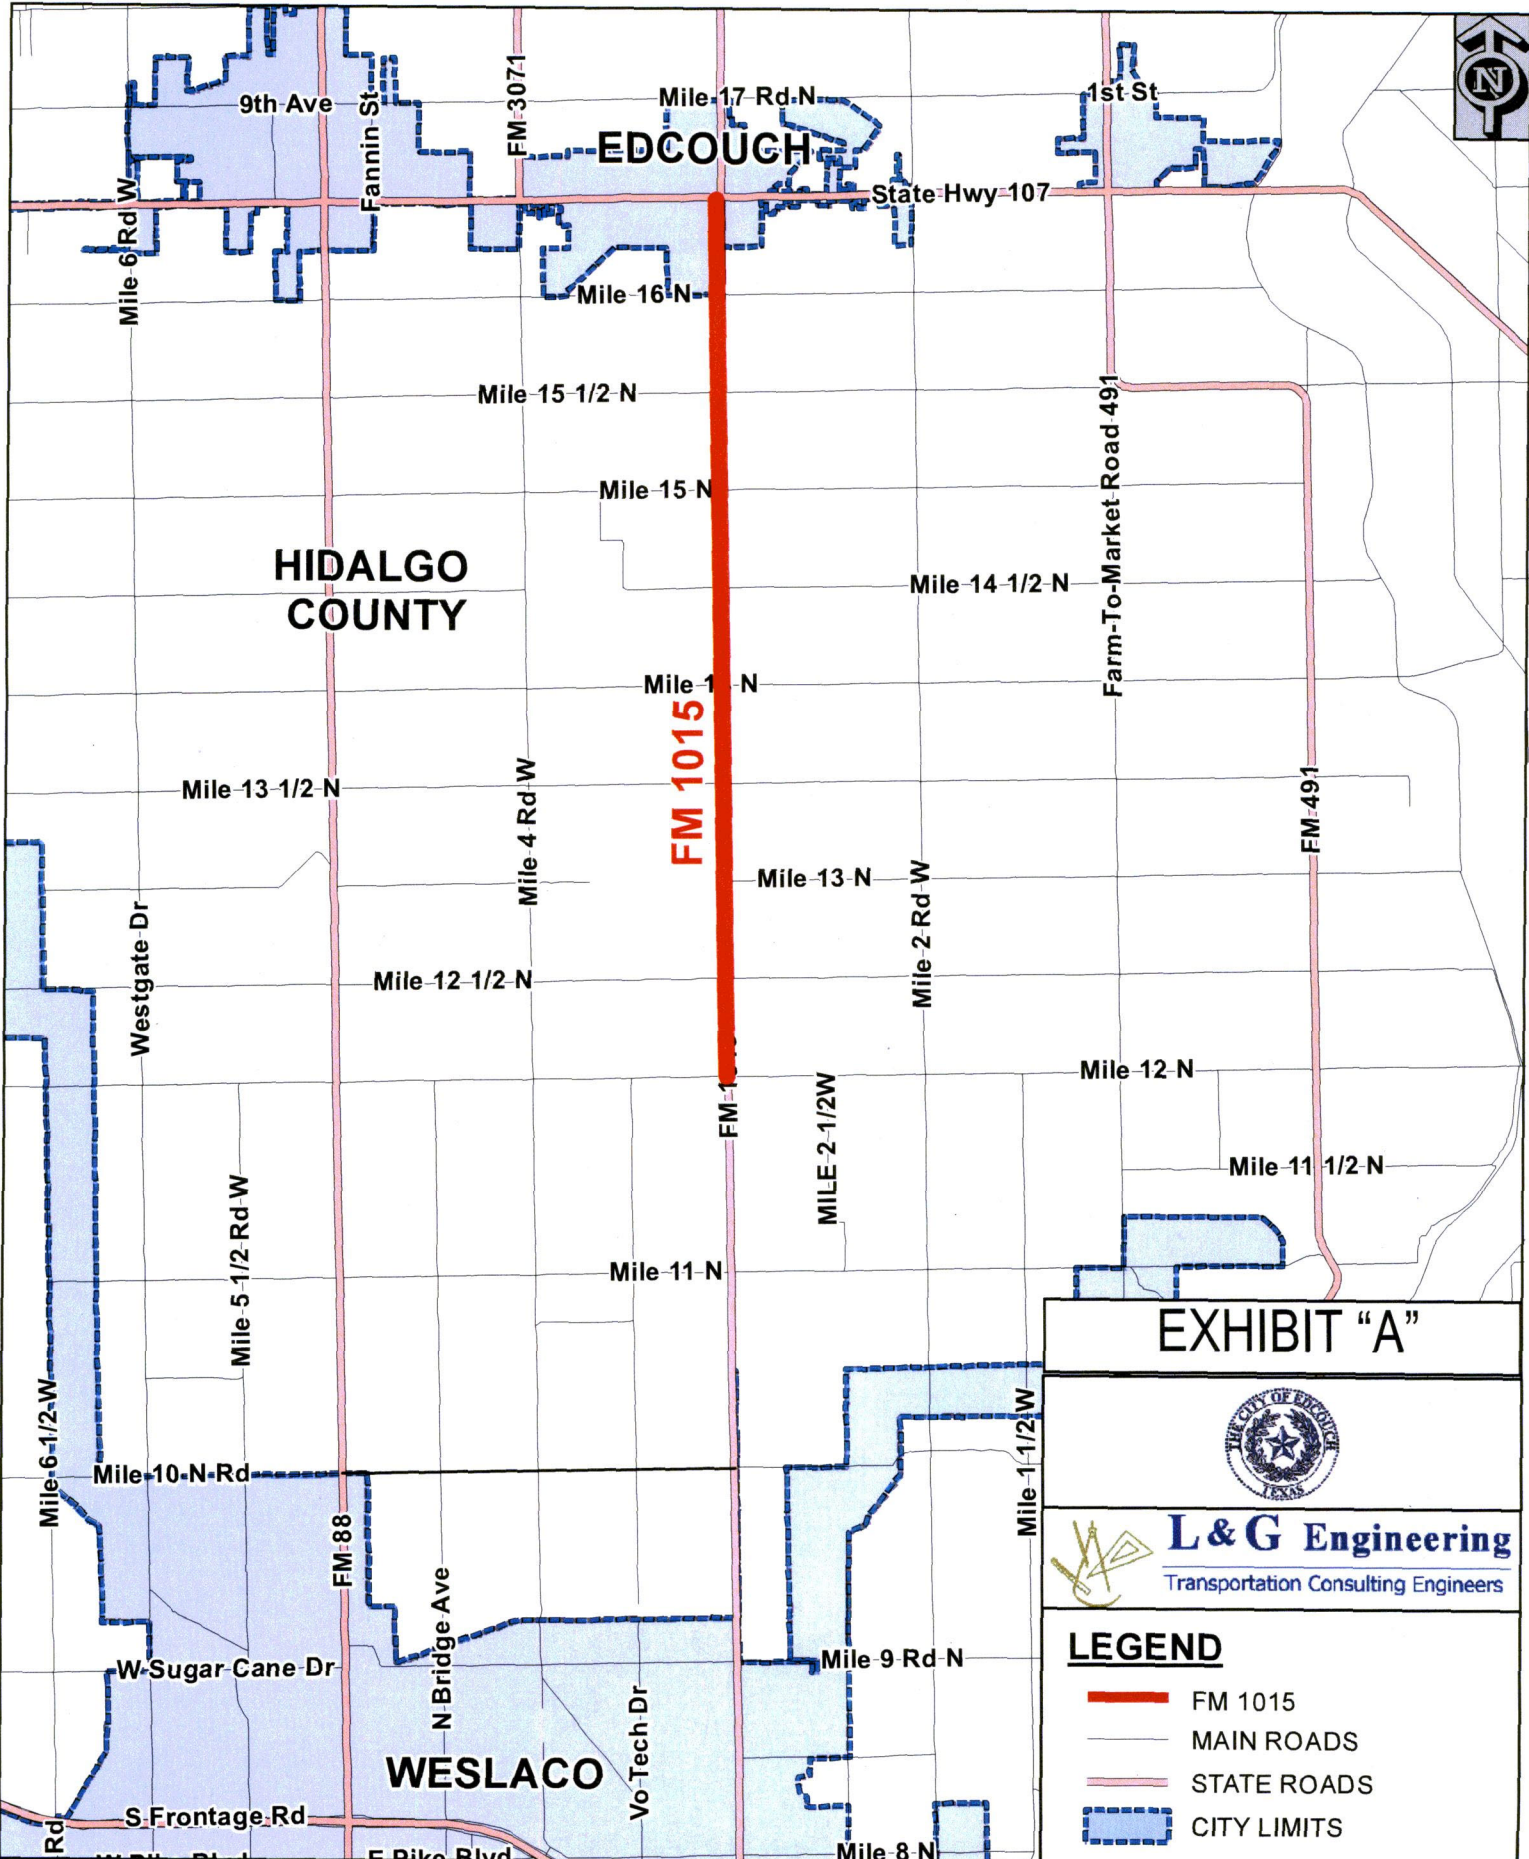 N
9th Ave
Fannin St
FM 3071
Mile 17 Rd N
EDCOUCH
1st St
Mile 6 Rd W
State Hwy 107
Mile 16 N
Mile 15 1/2 N
Mile 15 N
Farm-To-Market Road 491
HIDALGO
COUNTY
Mile 14 1/2 N
FM 1015
Mile 13 1/2 N
Mile 4 Rd W
FM 491
Mile 13 N
Mile 2 Rd W
Westgate Dr
Mile 12 1/2 N
FM
Mile 12 N
MILE 2 1/2W
Mile 11 1/2 N
Mile 5 1/2 Rd W
Mile 11 N
Mile 6 1/2 W
Mile 10 N Rd
Mile 1 1/2 W
FM 88
N Bridge Ave
W Sugar Cane Dr
Mile 9 Rd N
Vo Tech Dr
WESLACO
S Frontage Rd
Rd
E Pike Blvd
Mile 8 N
EXHIBIT “A”
THE CITY OF EDCOUCH
TEXAS
L&G Engineering
Transportation Consulting Engineers
LEGEND
FM 1015
MAIN ROADS
STATE ROADS
CITY LIMITS